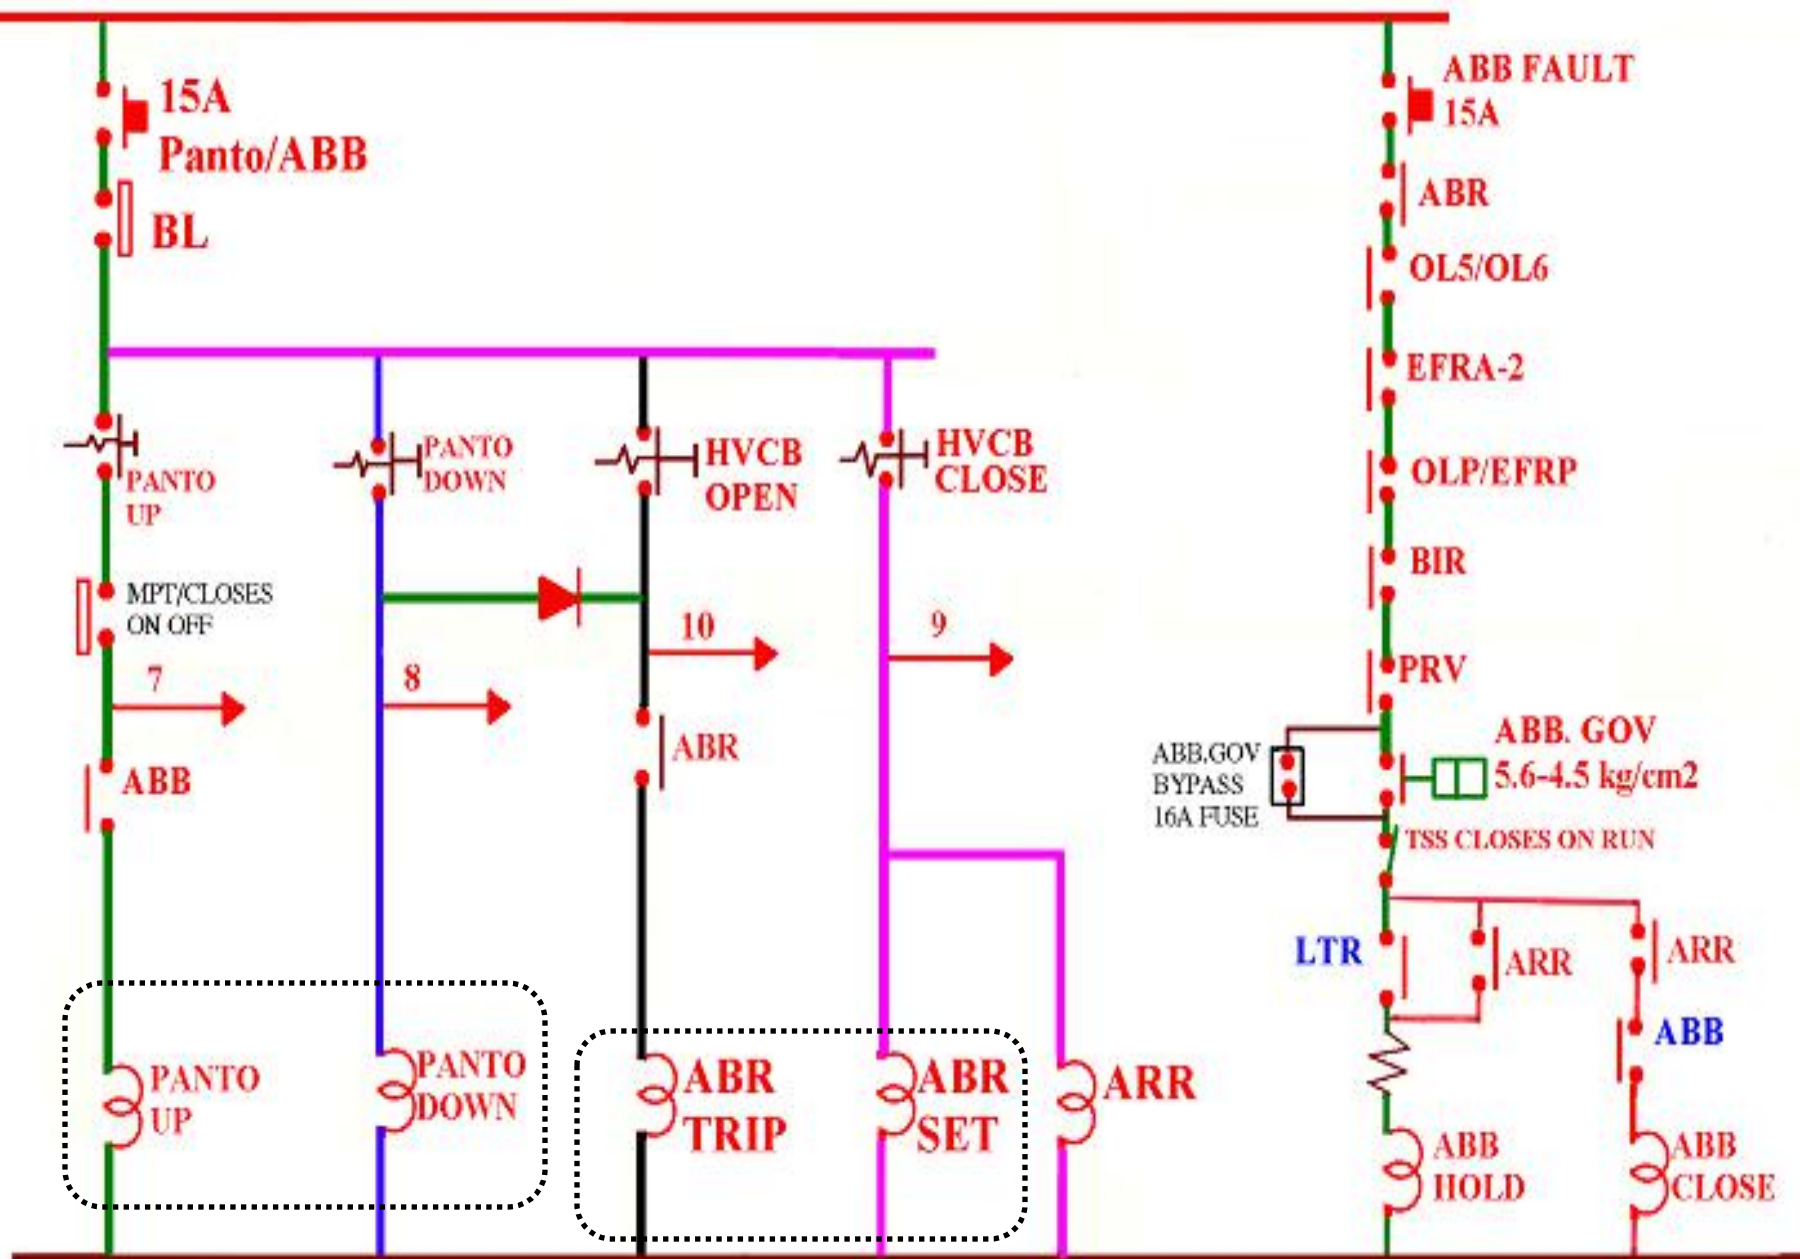 15A
Panto/ABB
BL
PANTO
UP
MPT/CLOSES
ON OFF
7
ABB
PANTO
UP
PANTO
DOWN
8
PANTO
DOWN
HVCB
OPEN
10
ABR
ABR
TRIP
HVCB
CLOSE
9
ABR
SET
ARR
ABB FAULT
15A
ABR
OL5/OL6
EFRA-2
OLP/EFRP
BIR
PRV
ABB.GOV
BYPASS
16A FUSE
ABB. GOV
5.6-4.5 kg/cm2
TSS CLOSES ON RUN
LTR
ARR
ARR
ABB
ABB
HOLD
ABB
CLOSE